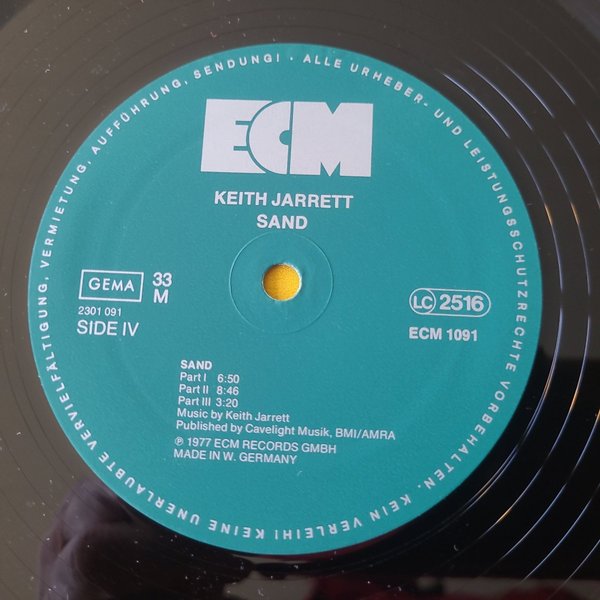 KEINE UNERLAUBTE VERVIELFÄLTIGUNG, VERMIETUNG, AUFFÜHRUNG, SENDUNG! · ALLE URHEBER- UND LEISTUNGSSCHUTZRECHTE VORBEHALTEN. KEIN VERLEIH!
ECM
KEITH JARRETT
SAND
GEMA
33
M
2301 091
SIDE IV
LC 2516
ECM 1091
SAND
Part I 6:50
Part II 8:46
Part III 3:20
Music by Keith Jarrett
Published by Cavelight Musik, BMI/AMRA
℗ 1977 ECM RECORDS GMBH
MADE IN W. GERMANY